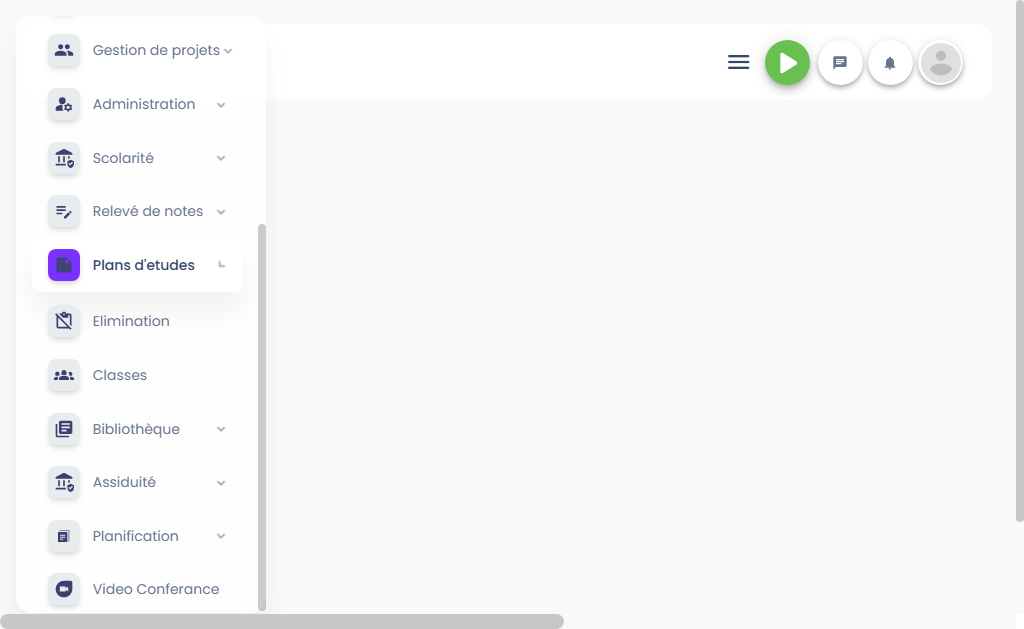 Gestion de projets
Administration
Scolarité
Relevé de notes
Plans d'etudes
Elimination
Classes
Bibliothèque
Assiduité
Planification
Video Conferance